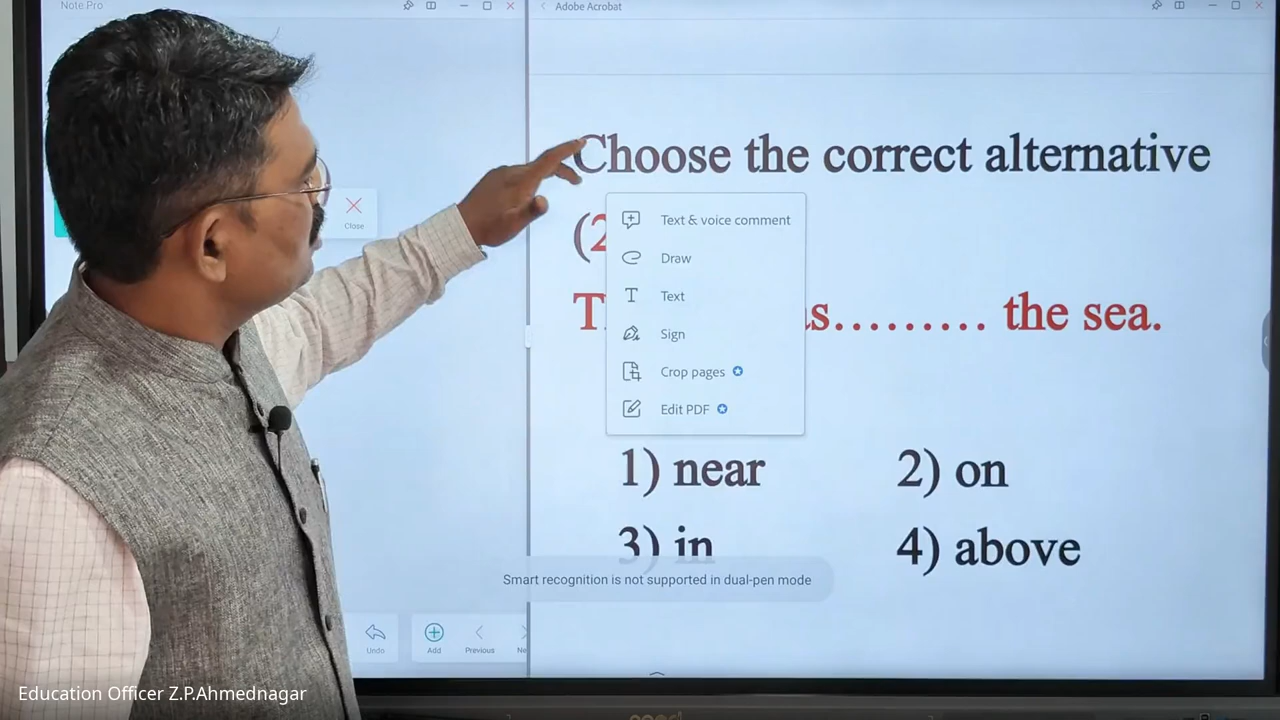 Note Pro
Adobe Acrobat
Choose the correct alternative
(2
Text & voice comment
Draw
Text
Sign
Crop pages
Edit PDF
Close
T
s......... the sea.
1) near
2) on
3) in
4) above
Smart recognition is not supported in dual-pen mode
Undo
Add
Previous
Ne
Education Officer Z.P.Ahmednagar